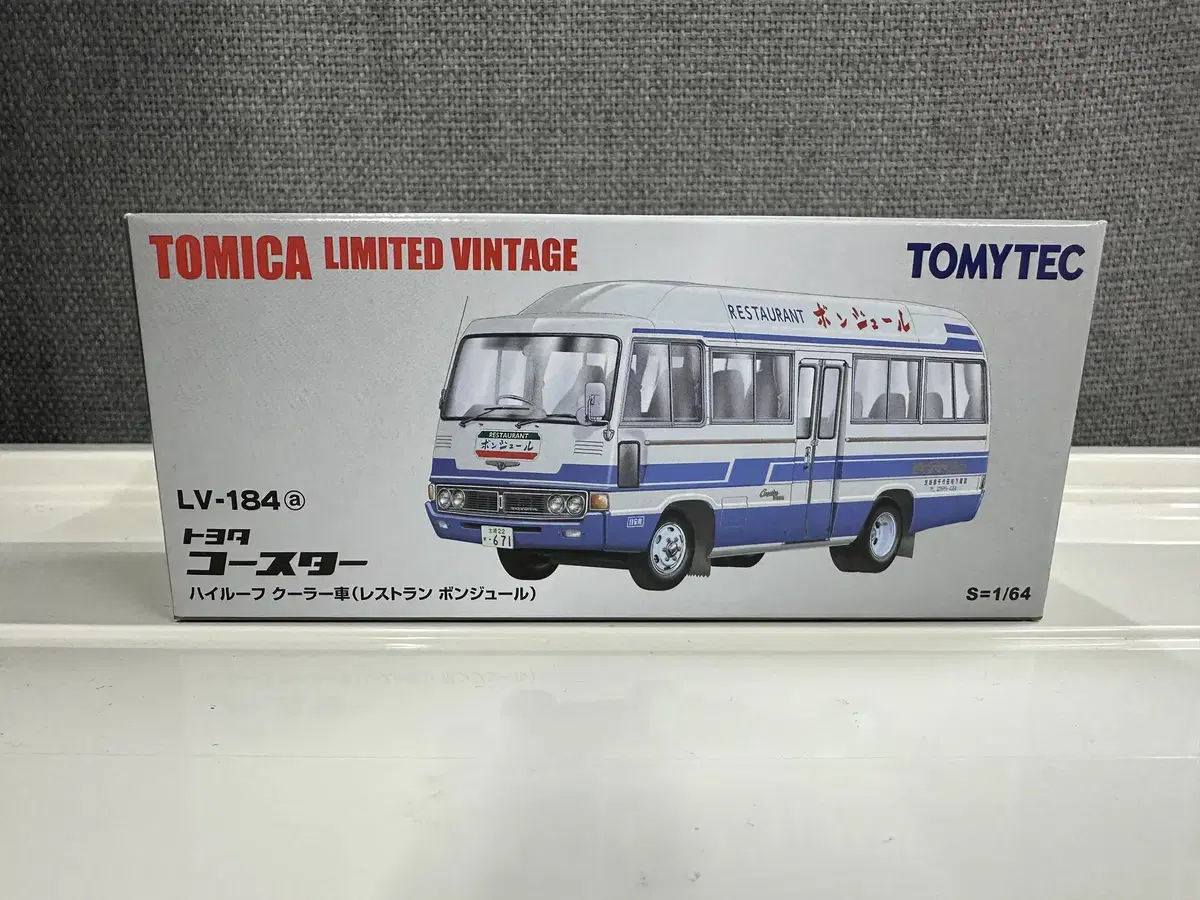 TOMICA LIMITED VINTAGE
TOMYTEC
RESTAURANT ボンジュール
RESTAURANT
ボンジュール
671
LV-184ⓐ
トヨタ
コースター
ハイルーフ クーラー車(レストラン ボンジュール)
S=1/64